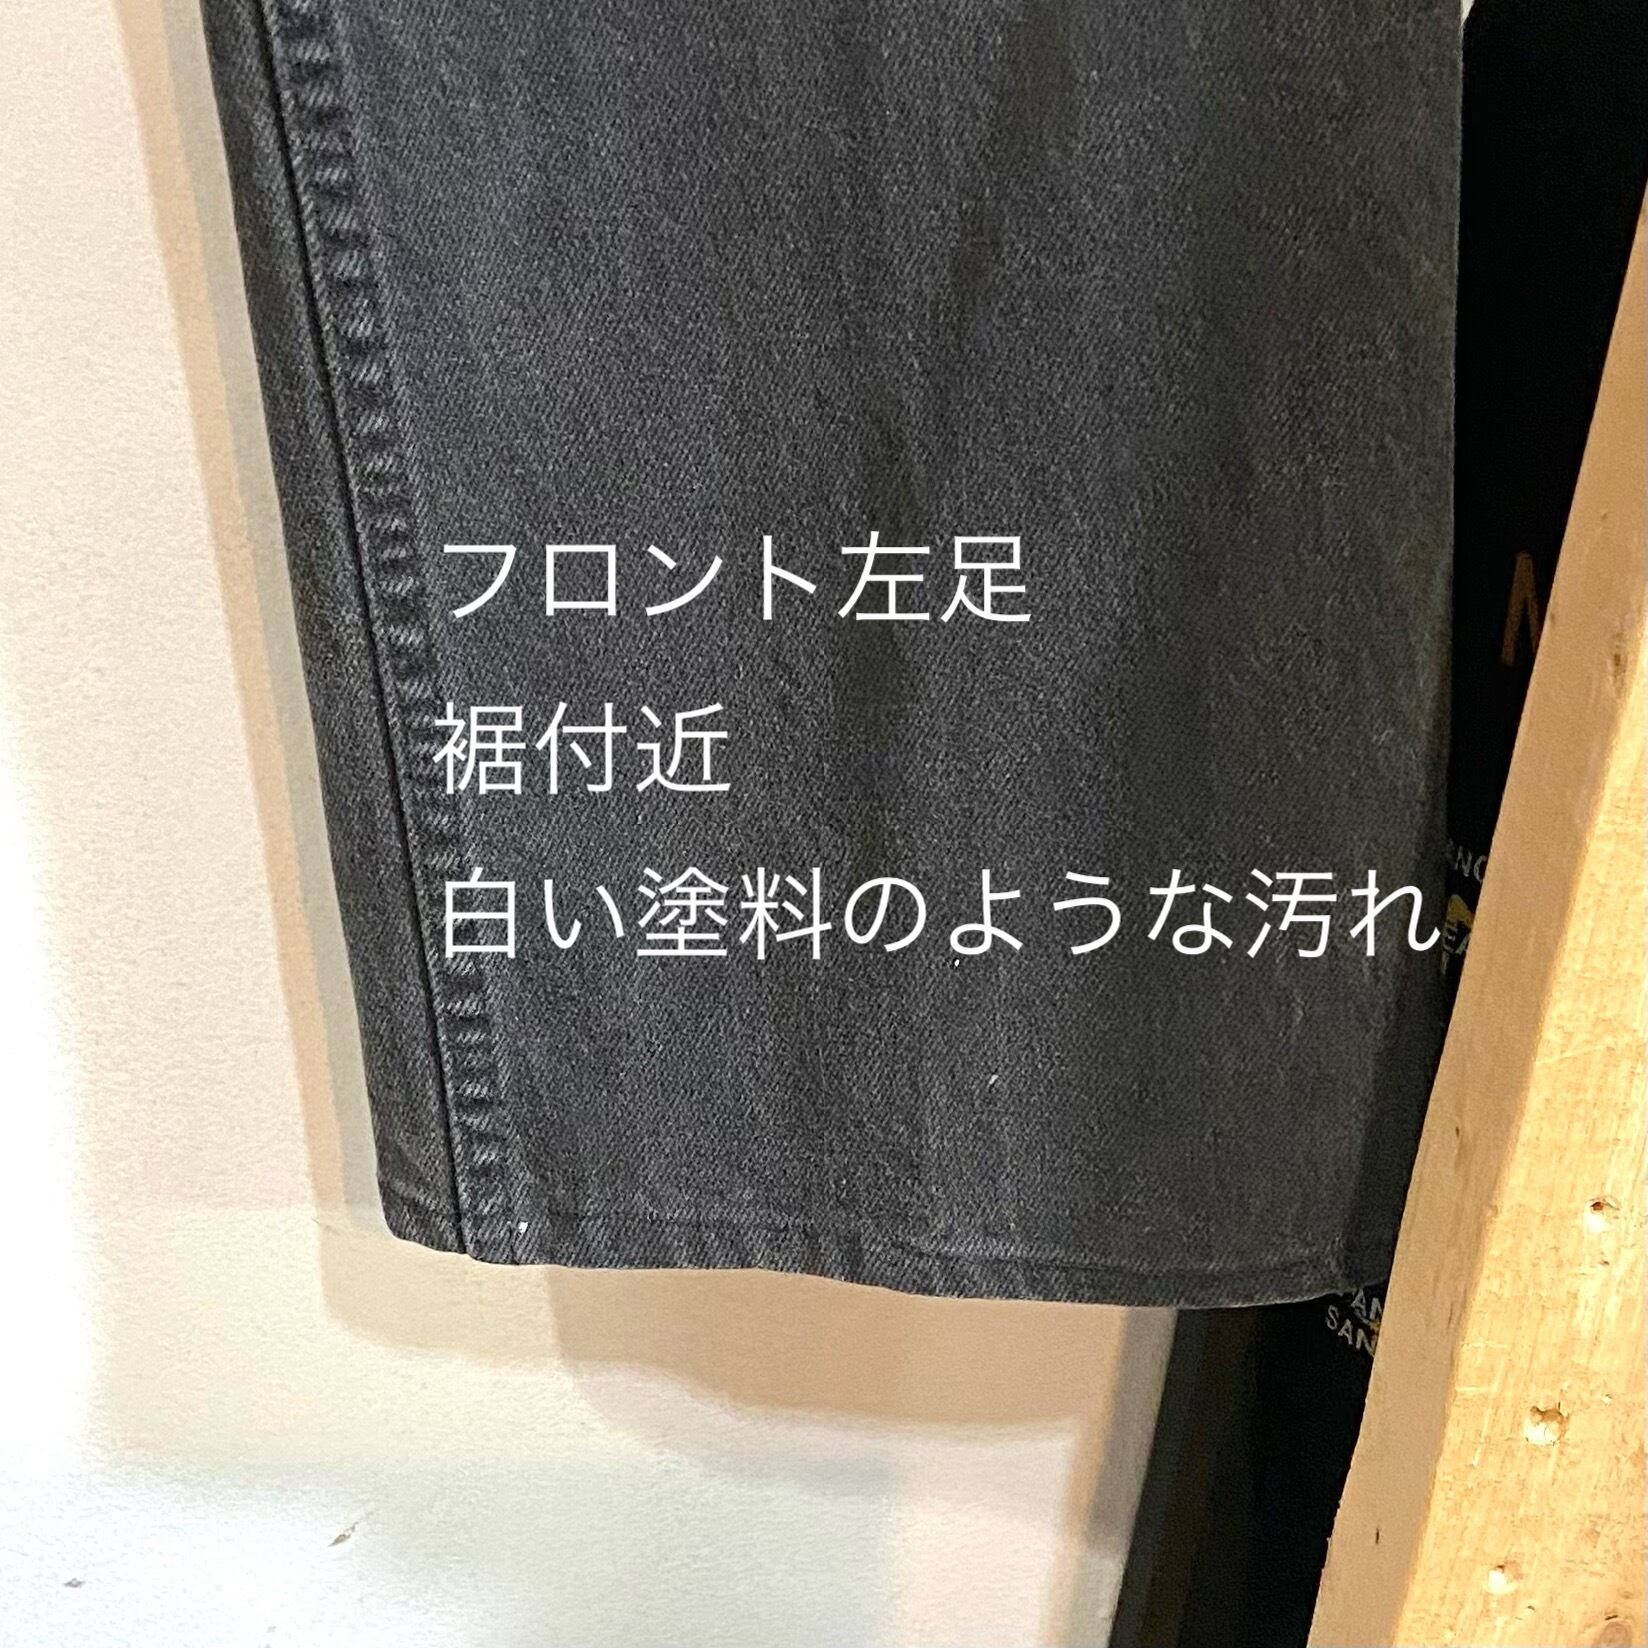 フロント左足
裾付近
白い塗料のような汚れ
SAN